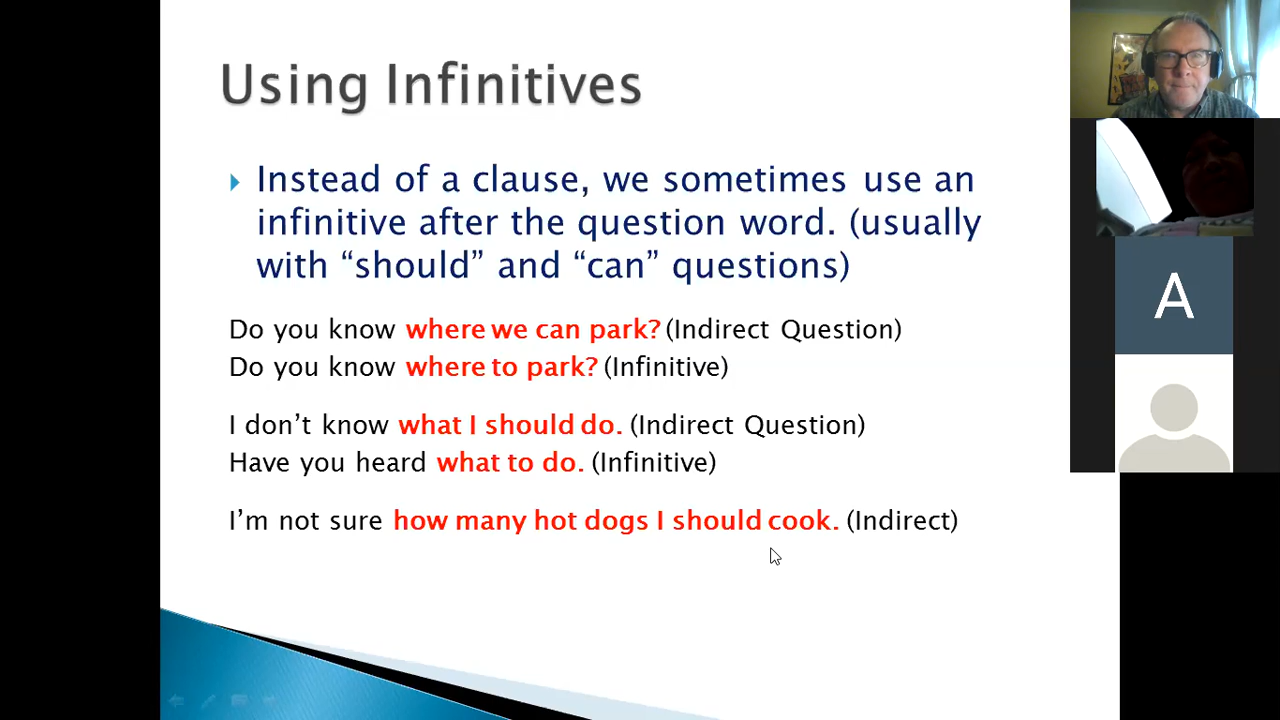 Using Infinitives
Instead of a clause, we sometimes use an
infinitive after the question word. (usually
with “should” and “can” questions)
Do you know where we can park? (Indirect Question)
Do you know where to park? (Infinitive)
I don’t know what I should do. (Indirect Question)
Have you heard what to do. (Infinitive)
I’m not sure how many hot dogs I should cook. (Indirect)
A